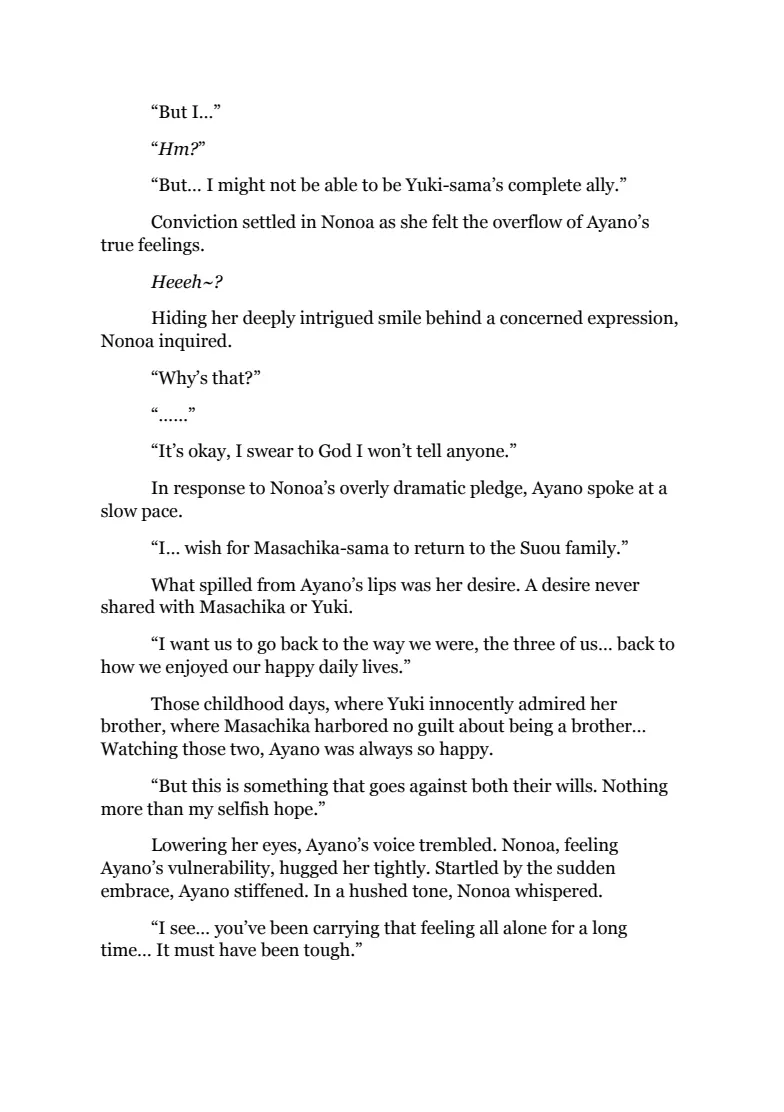 “But I...”
“Hm?”
“But... I might not be able to be Yuki-sama’s complete ally.”
Conviction settled in Nonoa as she felt the overflow of Ayano’s
true feelings.
Heeeh~?
Hiding her deeply intrigued smile behind a concerned expression,
Nonoa inquired.
“Why’s that?”
“......”
“It’s okay, I swear to God I won’t tell anyone.”
In response to Nonoa’s overly dramatic pledge, Ayano spoke at a
slow pace.
“I... wish for Masachika-sama to return to the Suou family.”
What spilled from Ayano’s lips was her desire. A desire never
shared with Masachika or Yuki.
“I want us to go back to the way we were, the three of us... back to
how we enjoyed our happy daily lives.”
Those childhood days, where Yuki innocently admired her
brother, where Masachika harbored no guilt about being a brother...
Watching those two, Ayano was always so happy.
“But this is something that goes against both their wills. Nothing
more than my selfish hope.”
Lowering her eyes, Ayano’s voice trembled. Nonoa, feeling
Ayano’s vulnerability, hugged her tightly. Startled by the sudden
embrace, Ayano stiffened. In a hushed tone, Nonoa whispered.
“I see... you’ve been carrying that feeling all alone for a long
time... It must have been tough.”